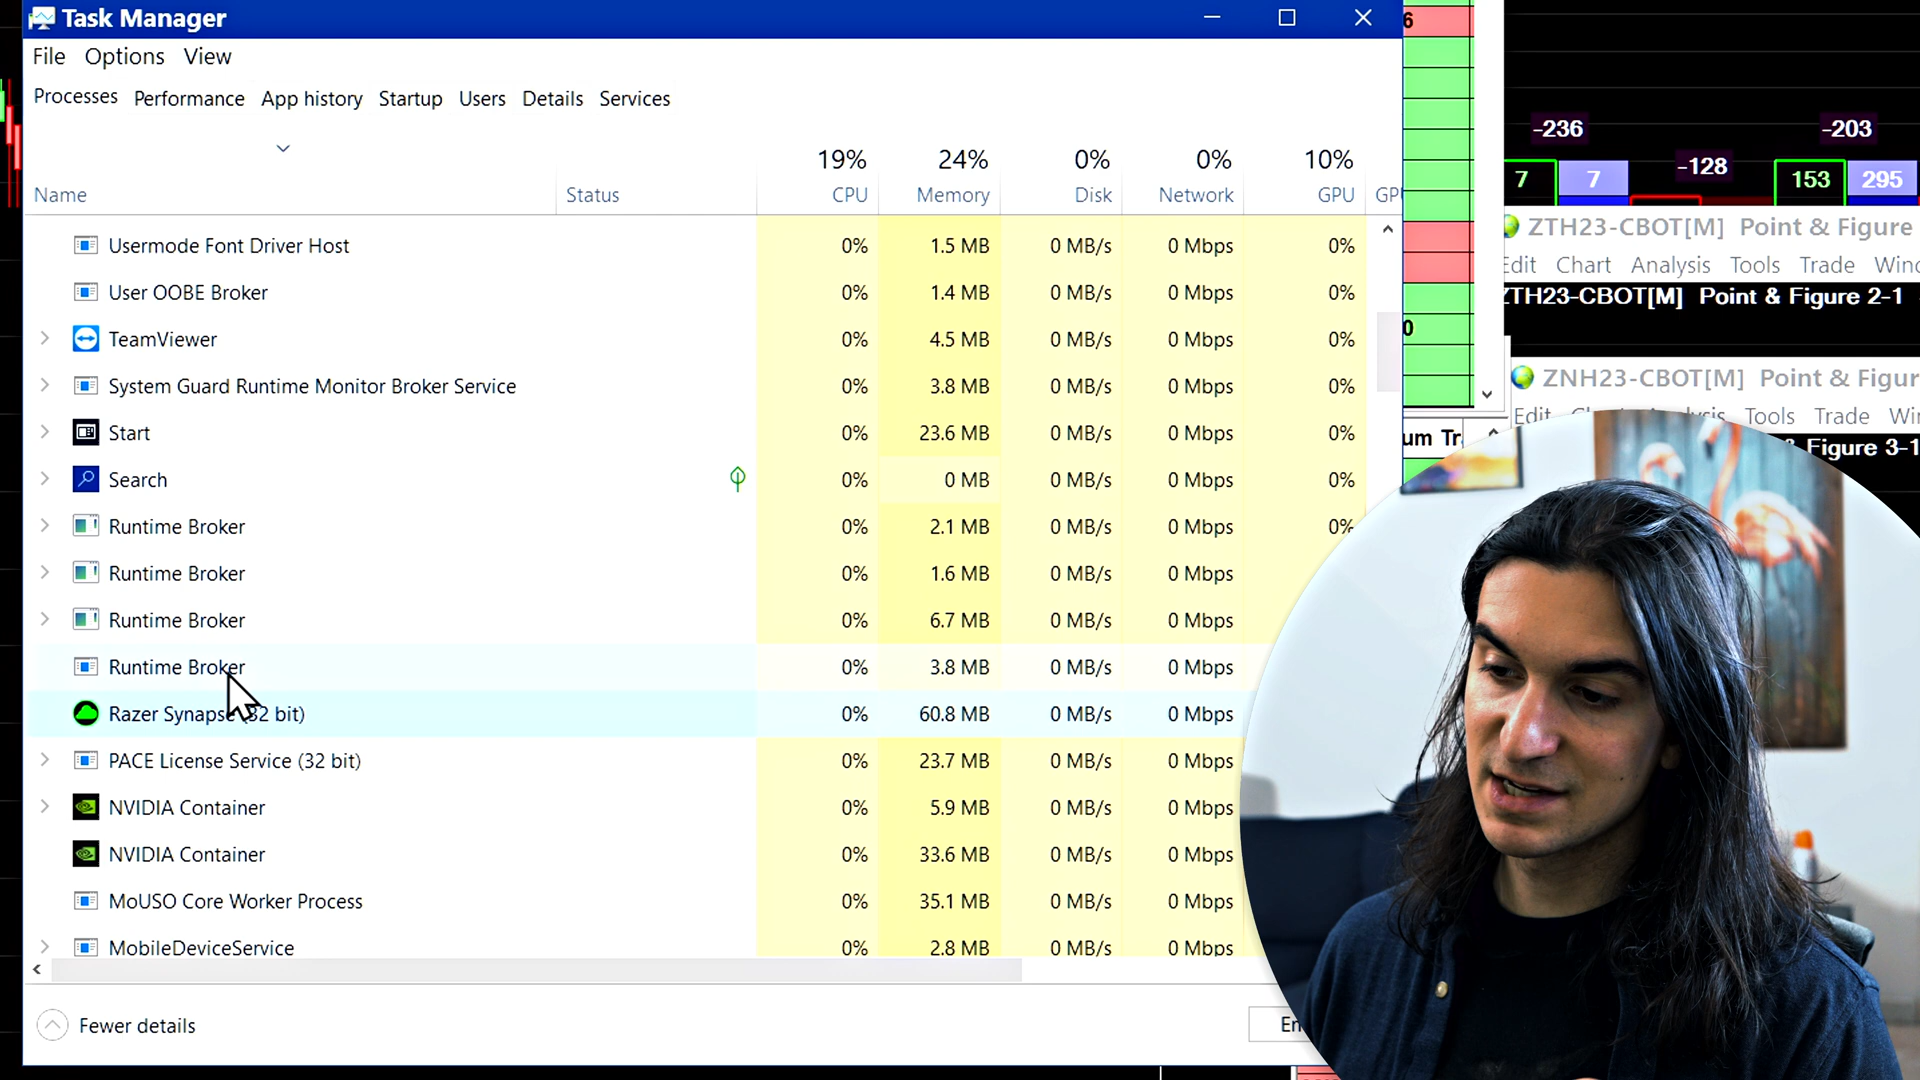 Task Manager
File Options View
Processes Performance App history Startup Users Details Services
19% 24% 0% 0% 10%
Name Status CPU Memory Disk Network GPU
Usermode Font Driver Host 0% 1.5 MB 0 MB/s 0 Mbps 0%
User OOBE Broker 0% 1.4 MB 0 MB/s 0 Mbps 0%
TeamViewer 0% 4.5 MB 0 MB/s 0 Mbps 0%
System Guard Runtime Monitor Broker Service 0% 3.8 MB 0 MB/s 0 Mbps 0%
Start 0% 23.6 MB 0 MB/s 0 Mbps 0%
Search 0% 0 MB 0 MB/s 0 Mbps 0%
Runtime Broker 0% 2.1 MB 0 MB/s 0 Mbps 0%
Runtime Broker 0% 1.6 MB 0 MB/s 0 Mbps
Runtime Broker 0% 6.7 MB 0 MB/s 0 Mbps
Runtime Broker 0% 3.8 MB 0 MB/s 0 Mbps
Razer Synapse (32 bit) 0% 60.8 MB 0 MB/s 0 Mbps
PACE License Service (32 bit) 0% 23.7 MB 0 MB/s 0 Mbps
NVIDIA Container 0% 5.9 MB 0 MB/s 0 Mbps
NVIDIA Container 0% 33.6 MB 0 MB/s 0 Mbps
MoUSO Core Worker Process 0% 35.1 MB 0 MB/s 0 Mbps
MobileDeviceService 0% 2.8 MB 0 MB/s 0 Mbps
Fewer details
6
0
-236 -203
-128
7 7 153 295
ZTH23-CBOT[M] Point & Figure
Edit Chart Analysis Tools Trade
ZTH23-CBOT[M] Point & Figure 2-1
ZNH23-CBOT[M] Point &
Edit Tools Trade
Figure 3-1